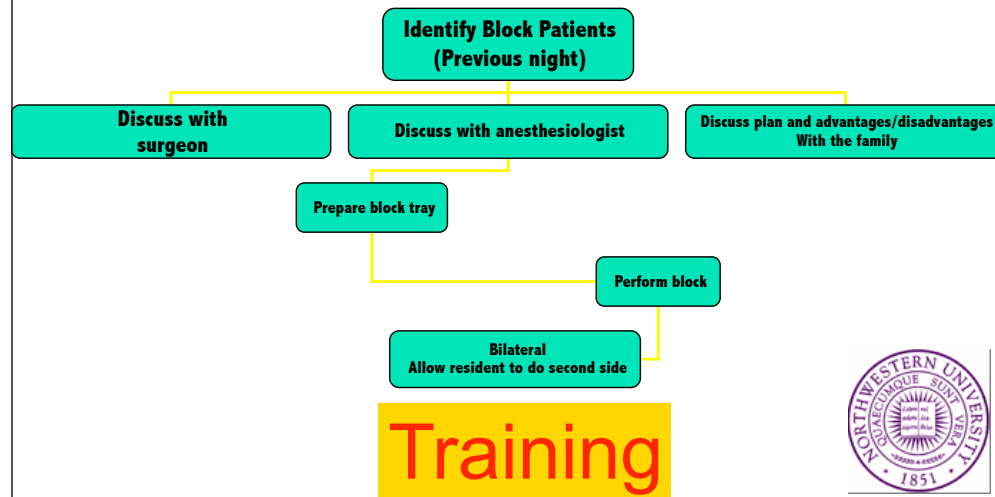 Identify Block Patients
(Previous night)
Discuss with
surgeon
Discuss with anesthesiologist
Discuss plan and advantages/disadvantages
With the family
Prepare block tray
Perform block
Bilateral
Allow resident to do second side
Training
NORTHWESTERN UNIVERSITY
QUAECUMQUE SUNT VERA
1851